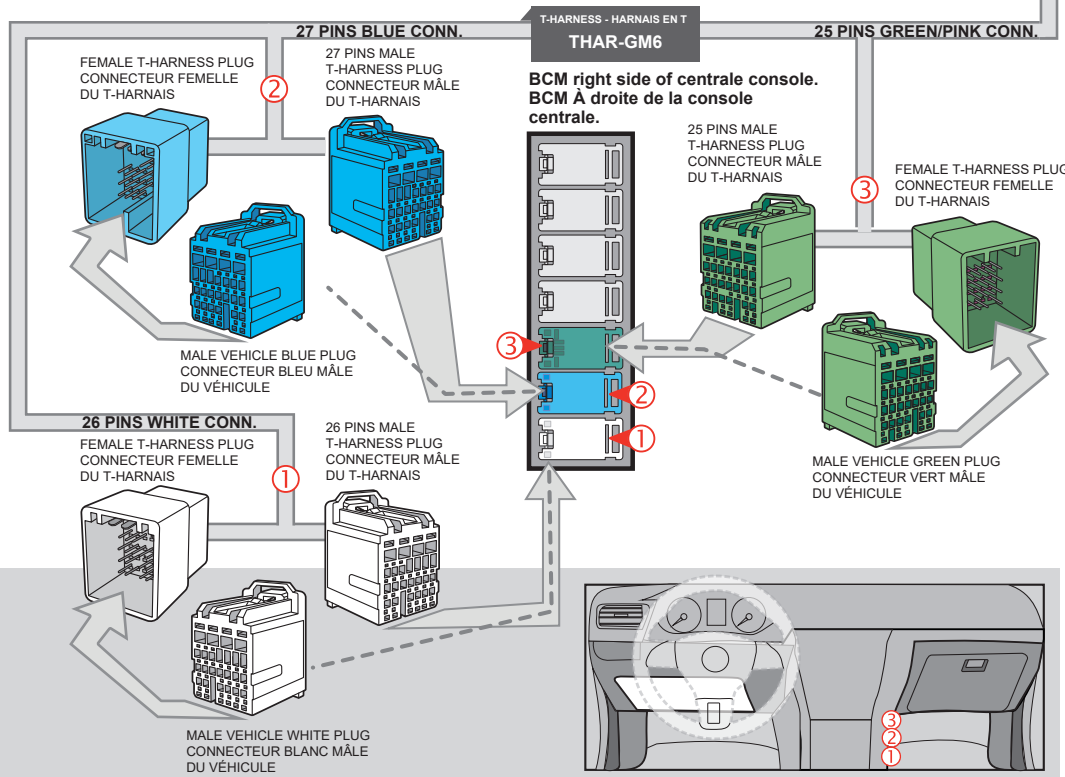 T-HARNESS - HARNAIS EN T
THAR-GM6
27 PINS BLUE CONN.
25 PINS GREEN/PINK CONN.
FEMALE T-HARNESS PLUG
CONNECTEUR FEMELLE
DU T-HARNAIS
2
27 PINS MALE
T-HARNESS PLUG
CONNECTEUR MÂLE
DU T-HARNAIS
BCM right side of centrale console.
BCM À droite de la console
centrale.
25 PINS MALE
T-HARNESS PLUG
CONNECTEUR MÂLE
DU T-HARNAIS
3
FEMALE T-HARNESS PLUG
CONNECTEUR FEMELLE
DU T-HARNAIS
MALE VEHICLE BLUE PLUG
CONNECTEUR BLEU MÂLE
DU VÉHICULE
3
2
1
MALE VEHICLE GREEN PLUG
CONNECTEUR VERT MÂLE
DU VÉHICULE
26 PINS WHITE CONN.
FEMALE T-HARNESS PLUG
CONNECTEUR FEMELLE
DU T-HARNAIS
1
26 PINS MALE
T-HARNESS PLUG
CONNECTEUR MÂLE
DU T-HARNAIS
MALE VEHICLE WHITE PLUG
CONNECTEUR BLANC MÂLE
DU VÉHICULE
3
2
1